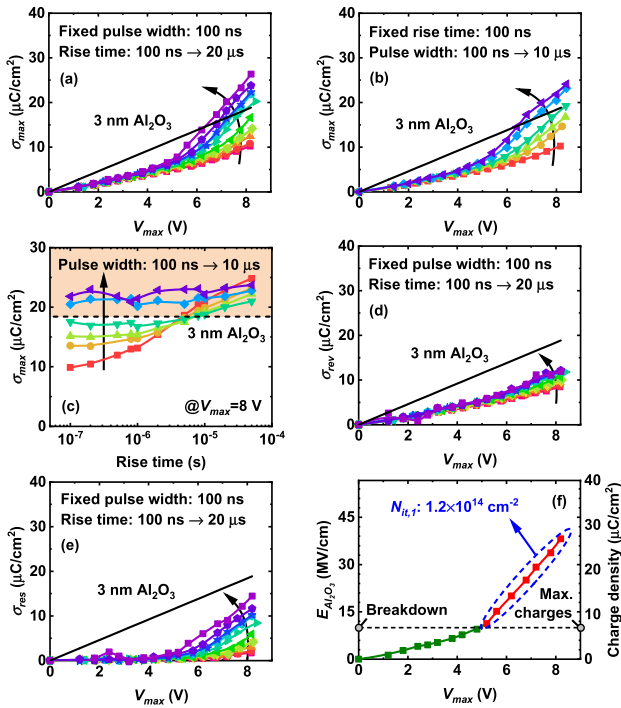 Fixed pulse width: 100 ns
Rise time: 100 ns → 20 μs
(a)
3 nm Al₂O₃
σmax (μC/cm²)
40
30
20
10
0
0 2 4 6 8
Vmax (V)
Fixed rise time: 100 ns
Pulse width: 100 ns → 10 μs
(b)
3 nm Al₂O₃
σmax (μC/cm²)
40
30
20
10
0
0 2 4 6 8
Vmax (V)
Pulse width: 100 ns → 10 μs
3 nm Al₂O₃
(c)
@Vmax=8 V
σmax (μC/cm²)
30
25
20
15
10
5
0
10⁻⁷ 10⁻⁶ 10⁻⁵ 10⁻⁴
Rise time (s)
Fixed pulse width: 100 ns
Rise time: 100 ns → 20 μs
(d)
3 nm Al₂O₃
σrev (μC/cm²)
40
30
20
10
0
0 2 4 6 8
Vmax (V)
Fixed pulse width: 100 ns
Rise time: 100 ns → 20 μs
(e)
3 nm Al₂O₃
σres (μC/cm²)
40
30
20
10
0
0 2 4 6 8
Vmax (V)
(f)
Nit,1: 1.2×10¹⁴ cm⁻²
Breakdown
Max.
charges
EAl₂O₃ (MV/cm)
45
30
15
0
Charge density (μC/cm²)
40
30
20
10
0
0 2 4 6 8
Vmax (V)